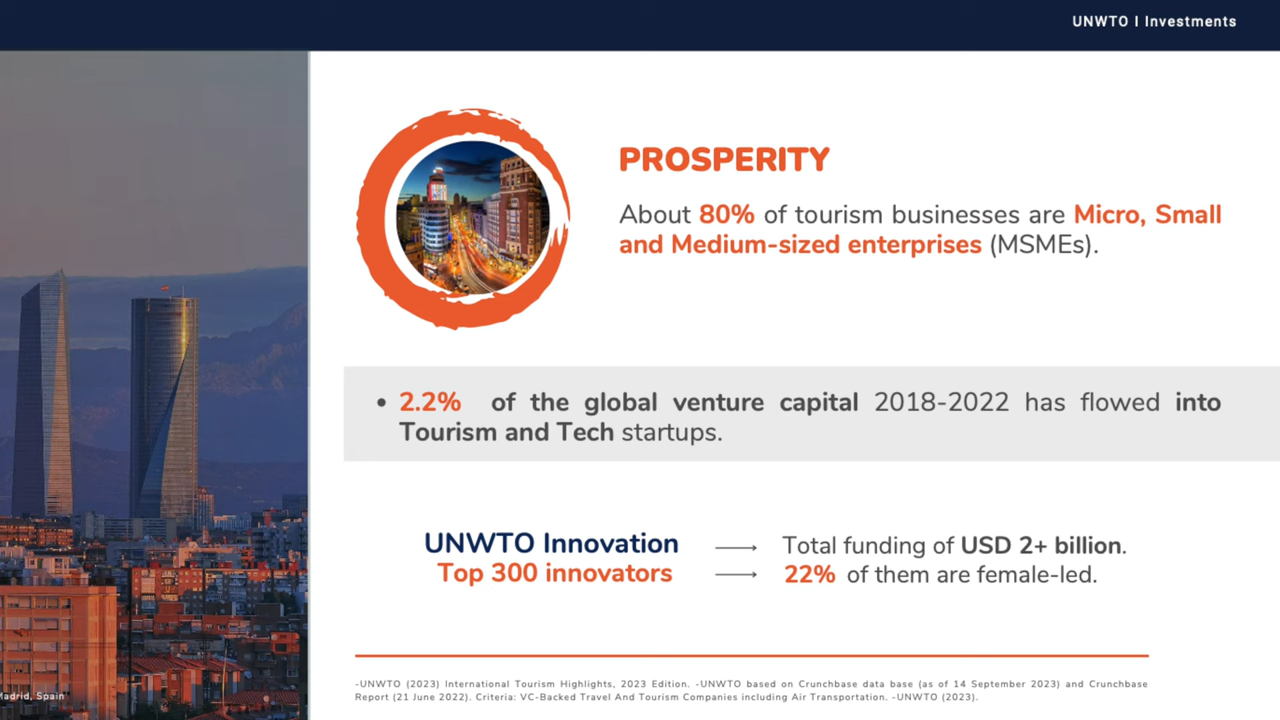 UNWTO I Investments
PROSPERITY
About 80% of tourism businesses are Micro, Small
and Medium-sized enterprises (MSMEs).
• 2.2% of the global venture capital 2018-2022 has flowed into
Tourism and Tech startups.
UNWTO Innovation → Total funding of USD 2+ billion.
Top 300 innovators → 22% of them are female-led.
-UNWTO (2023) International Tourism Highlights, 2023 Edition. -UNWTO based on Crunchbase data base (as of 14 September 2023) and Crunchbase
Report (21 June 2022). Criteria: VC-Backed Travel And Tourism Companies including Air Transportation. -UNWTO (2023).
Madrid, Spain